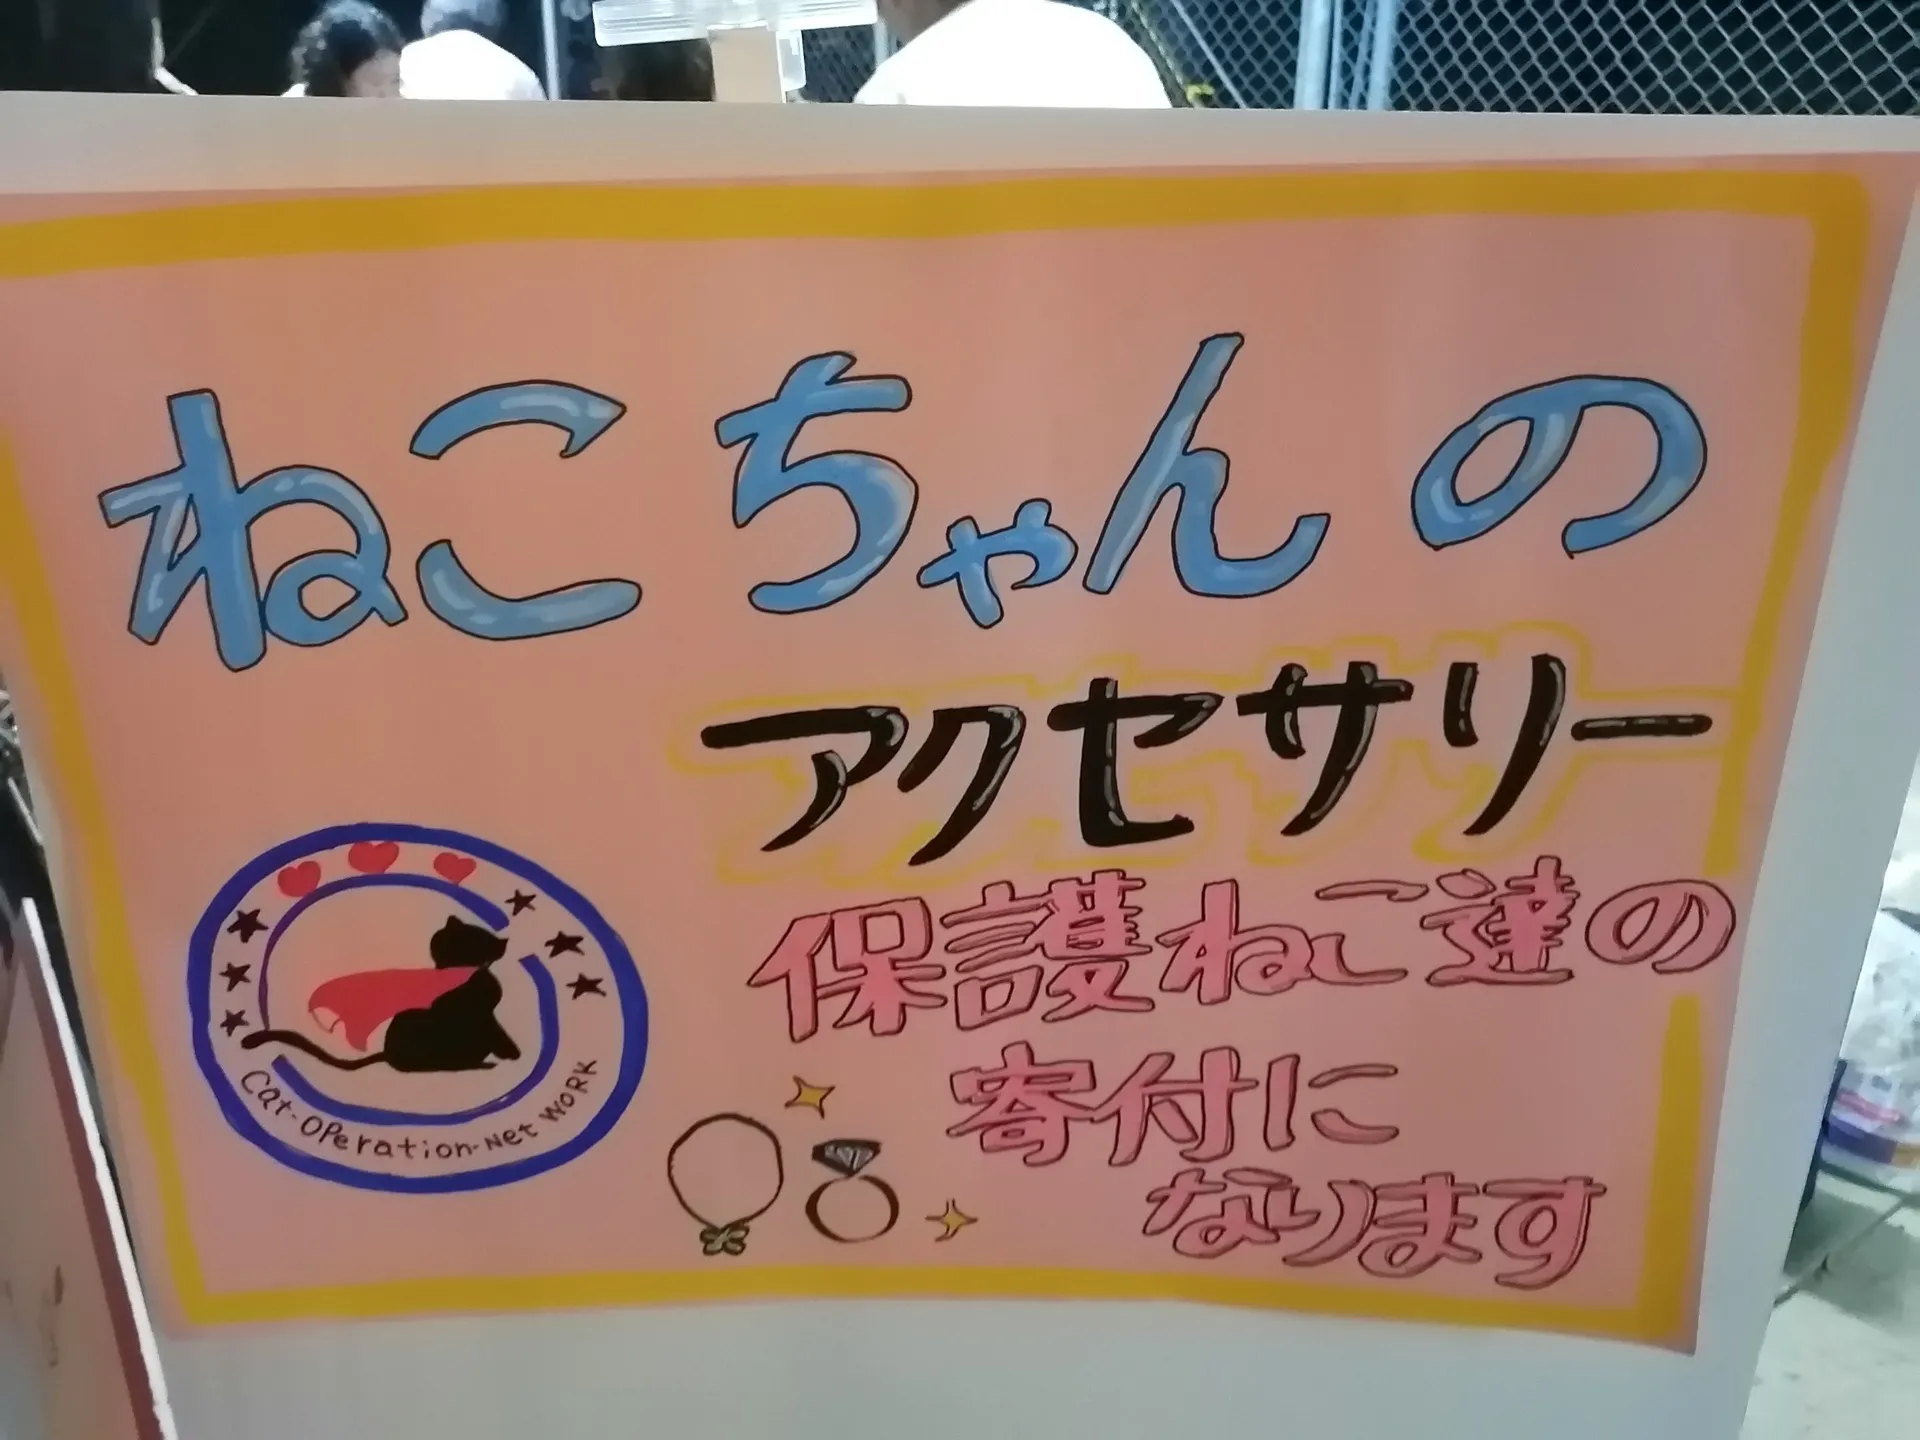 ねこちゃんの
アクセサリー
保護ねこ達の
寄付に
なります
Cat-Operation-Net WORK